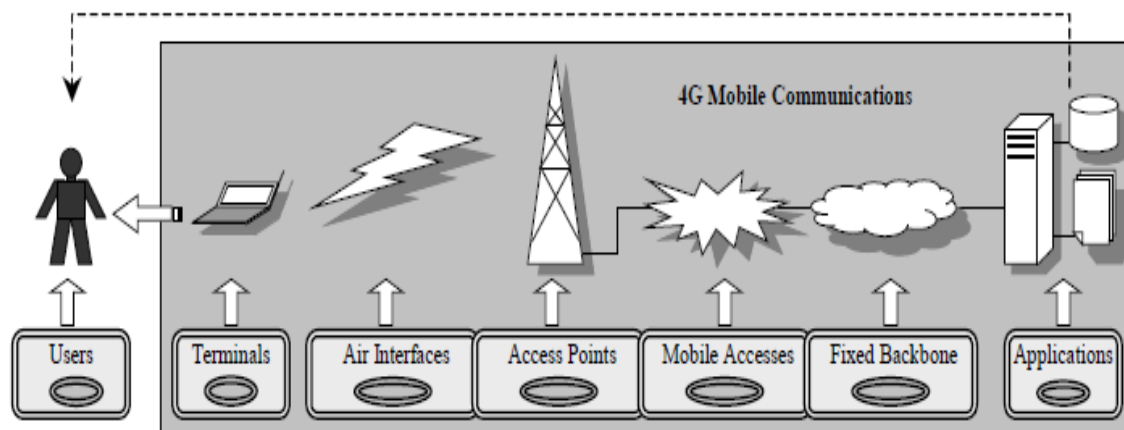 4G Mobile Communications
Users
Terminals
Air Interfaces
Access Points
Mobile Accesses
Fixed Backbone
Applications